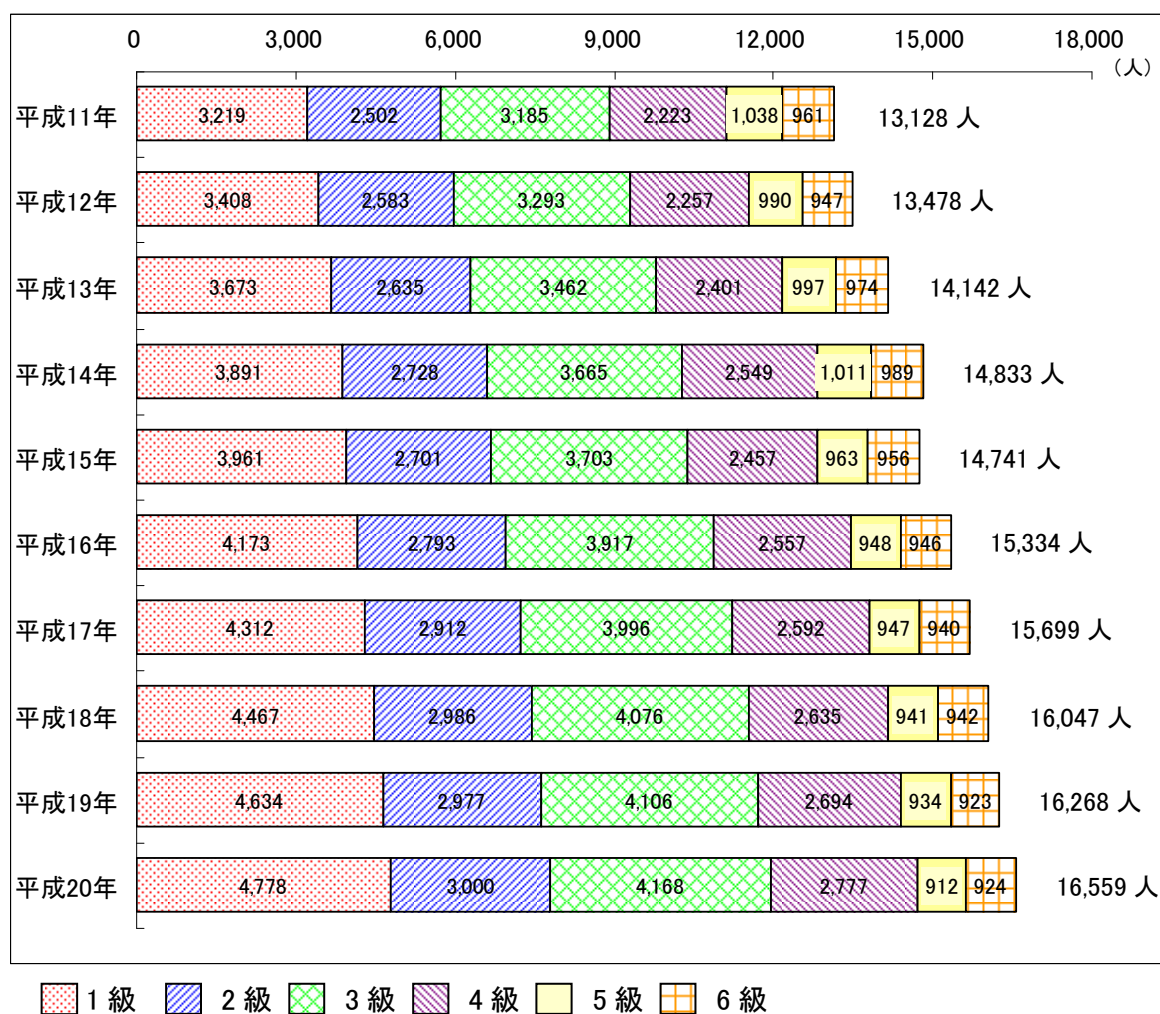 0 3,000 6,000 9,000 12,000 15,000 18,000
（人）
平成11年 3,219 2,502 3,185 2,223 1,038 961 13,128 人
平成12年 3,408 2,583 3,293 2,257 990 947 13,478 人
平成13年 3,673 2,635 3,462 2,401 997 974 14,142 人
平成14年 3,891 2,728 3,665 2,549 1,011 989 14,833 人
平成15年 3,961 2,701 3,703 2,457 963 956 14,741 人
平成16年 4,173 2,793 3,917 2,557 948 946 15,334 人
平成17年 4,312 2,912 3,996 2,592 947 940 15,699 人
平成18年 4,467 2,986 4,076 2,635 941 942 16,047 人
平成19年 4,634 2,977 4,106 2,694 934 923 16,268 人
平成20年 4,778 3,000 4,168 2,777 912 924 16,559 人
1 級 2 級 3 級 4 級 5 級 6 級